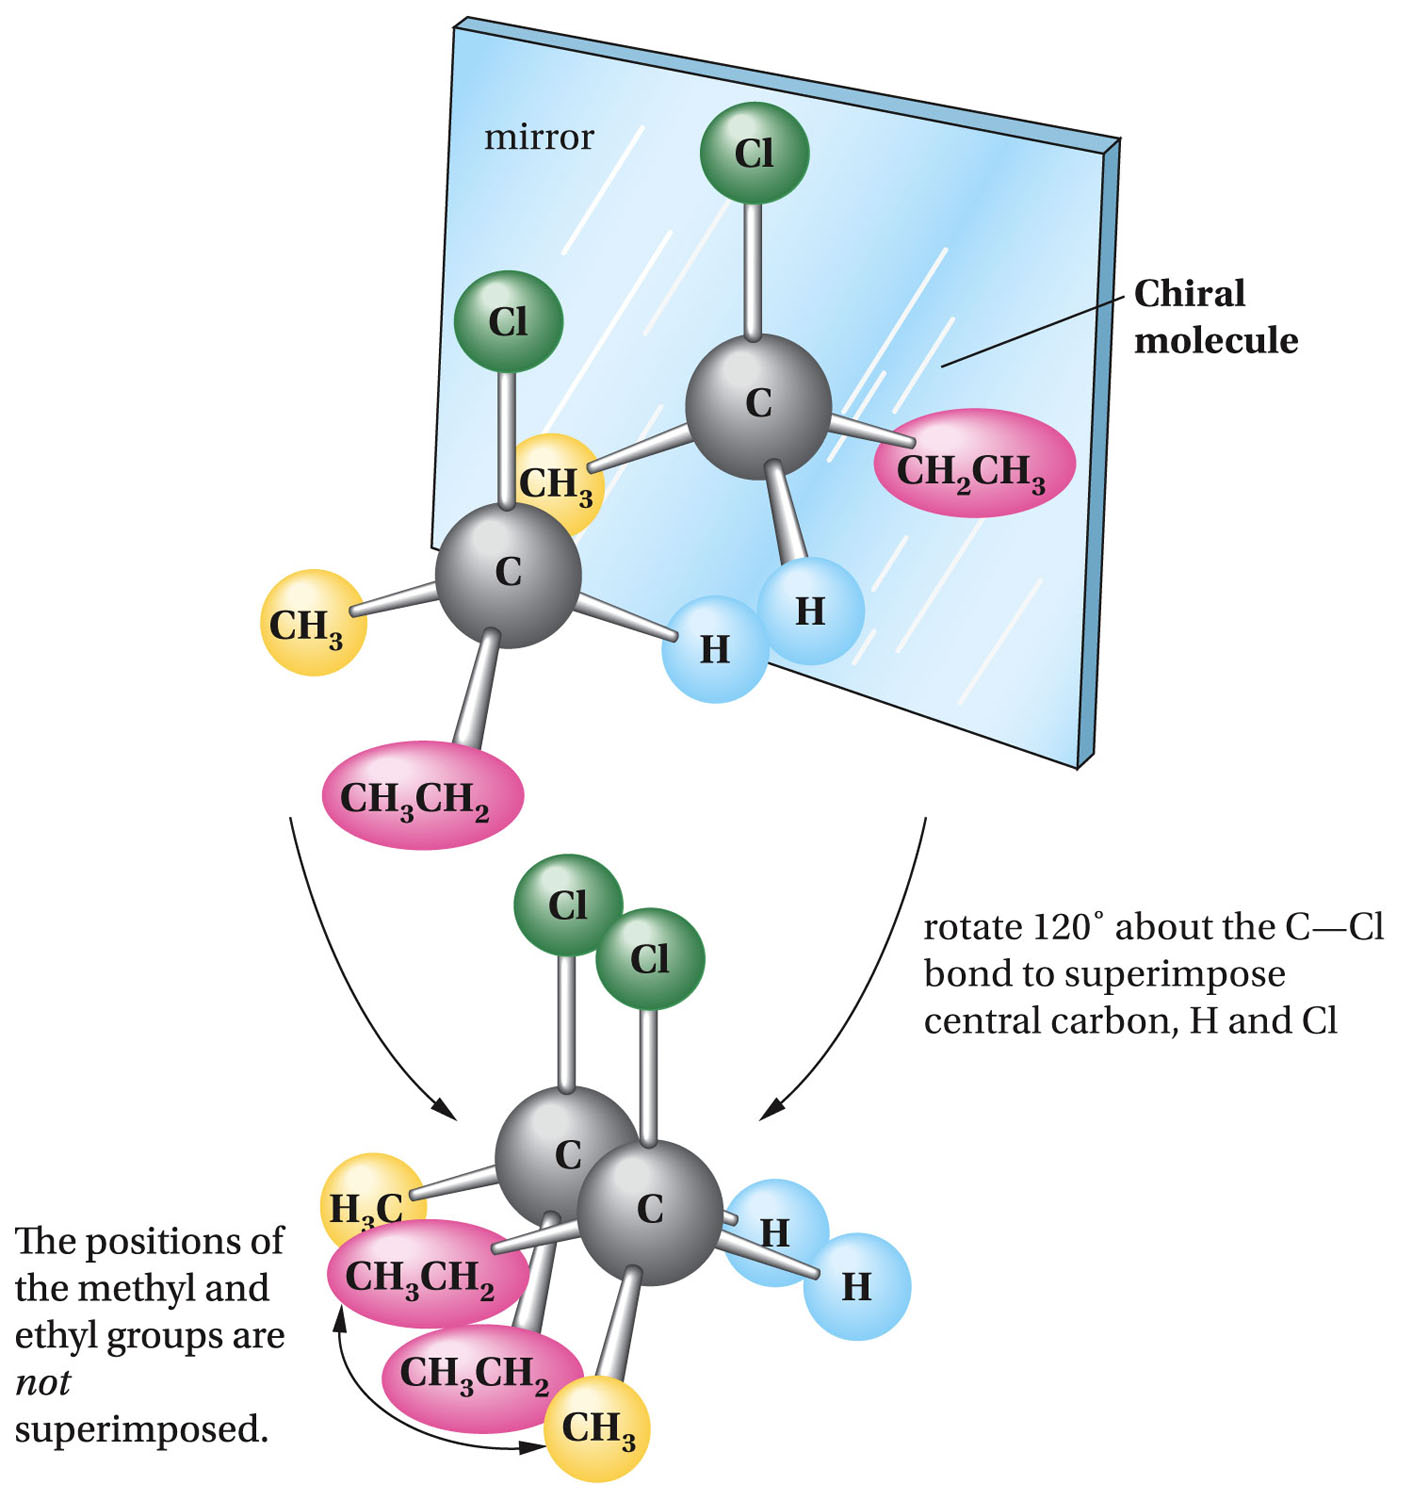 mirror
Cl
Cl
Chiral
molecule
C
CH₂CH₃
CH₃
C
CH₃
H
H
CH₃CH₂
Cl
Cl
rotate 120° about the C—Cl
bond to superimpose
central carbon, H and Cl
C
H₃C
C
H
H
The positions of
the methyl and
ethyl groups are
not
superimposed.
CH₃CH₂
CH₃CH₂
CH₃